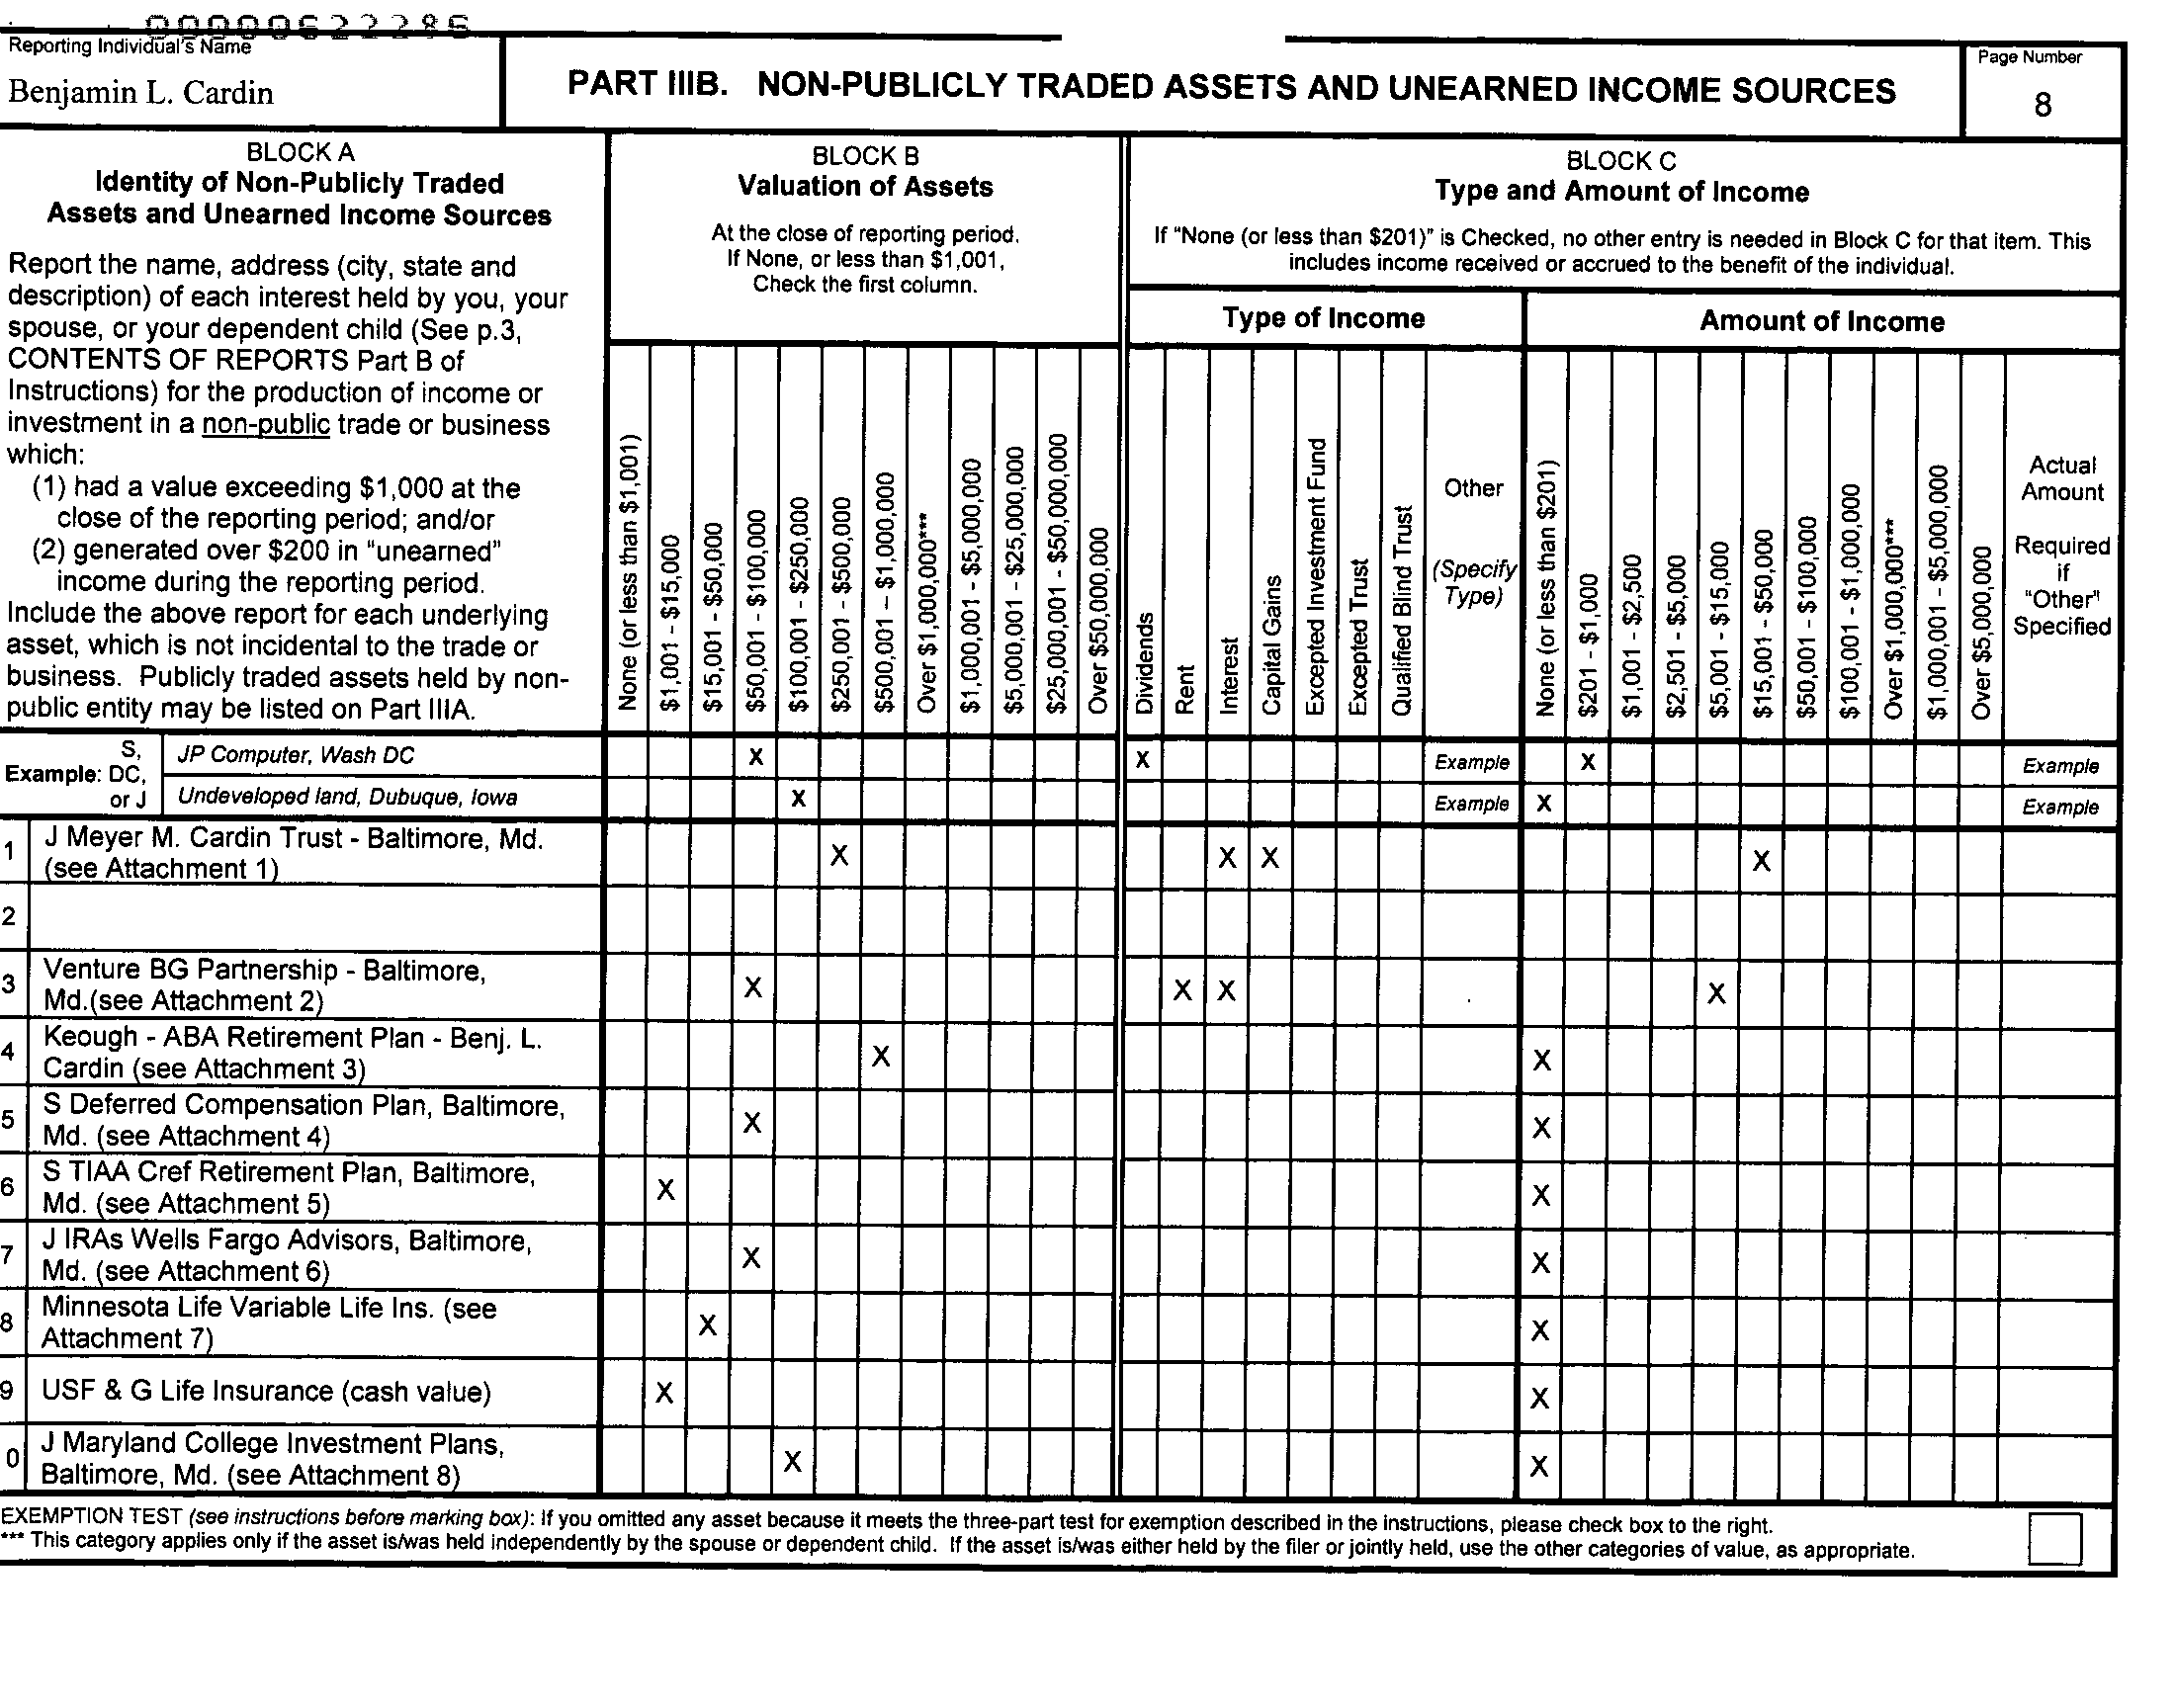 00000622286
Reporting Individual's Name
Benjamin L. Cardin
PART IIIB. NON-PUBLICLY TRADED ASSETS AND UNEARNED INCOME SOURCES
Page Number
8
BLOCK A
Identity of Non-Publicly Traded
Assets and Unearned Income Sources
Report the name, address (city, state and
description) of each interest held by you, your
spouse, or your dependent child (See p.3,
CONTENTS OF REPORTS Part B of
Instructions) for the production of income or
investment in a non-public trade or business
which:
(1) had a value exceeding $1,000 at the
close of the reporting period; and/or
(2) generated over $200 in "unearned"
income during the reporting period.
Include the above report for each underlying
asset, which is not incidental to the trade or
business. Publicly traded assets held by non-
public entity may be listed on Part IIIA.
BLOCK B
Valuation of Assets
At the close of reporting period.
If None, or less than $1,001,
Check the first column.
None (or less than $1,001)
$1,001 - $15,000
$15,001 - $50,000
$50,001 - $100,000
$100,001 - $250,000
$250,001 - $500,000
$500,001 – $1,000,000
Over $1,000,000***
$1,000,001 - $5,000,000
$5,000,001 - $25,000,000
$25,000,001 - $50,000,000
Over $50,000,000
BLOCK C
Type and Amount of Income
If "None (or less than $201)" is Checked, no other entry is needed in Block C for that item. This
includes income received or accrued to the benefit of the individual.
Type of Income
Dividends
Rent
Interest
Capital Gains
Excepted Investment Fund
Excepted Trust
Qualified Blind Trust
Other
(Specify
Type)
Amount of Income
None (or less than $201)
$201 - $1,000
$1,001 - $2,500
$2,501 - $5,000
$5,001 - $15,000
$15,001 - $50,000
$50,001 - $100,000
$100,001 - $1,000,000
Over $1,000,000***
$1,000,001 - $5,000,000
Over $5,000,000
Actual
Amount
Required
if
"Other"
Specified
Example:
S,
DC,
or J
JP Computer, Wash DC X X Example X Example
Undeveloped land, Dubuque, Iowa X Example X Example
1 J Meyer M. Cardin Trust - Baltimore, Md.
(see Attachment 1) X X X X
2
3 Venture BG Partnership - Baltimore,
Md.(see Attachment 2) X X X X
4 Keough - ABA Retirement Plan - Benj. L.
Cardin (see Attachment 3) X X
5 S Deferred Compensation Plan, Baltimore,
Md. (see Attachment 4) X X
6 S TIAA Cref Retirement Plan, Baltimore,
Md. (see Attachment 5) X X
7 J IRAs Wells Fargo Advisors, Baltimore,
Md. (see Attachment 6) X X
8 Minnesota Life Variable Life Ins. (see
Attachment 7) X X
9 USF & G Life Insurance (cash value) X X
0 J Maryland College Investment Plans,
Baltimore, Md. (see Attachment 8) X X
EXEMPTION TEST (see instructions before marking box): If you omitted any asset because it meets the three-part test for exemption described in the instructions, please check box to the right.
*** This category applies only if the asset is/was held independently by the spouse or dependent child. If the asset is/was either held by the filer or jointly held, use the other categories of value, as appropriate.